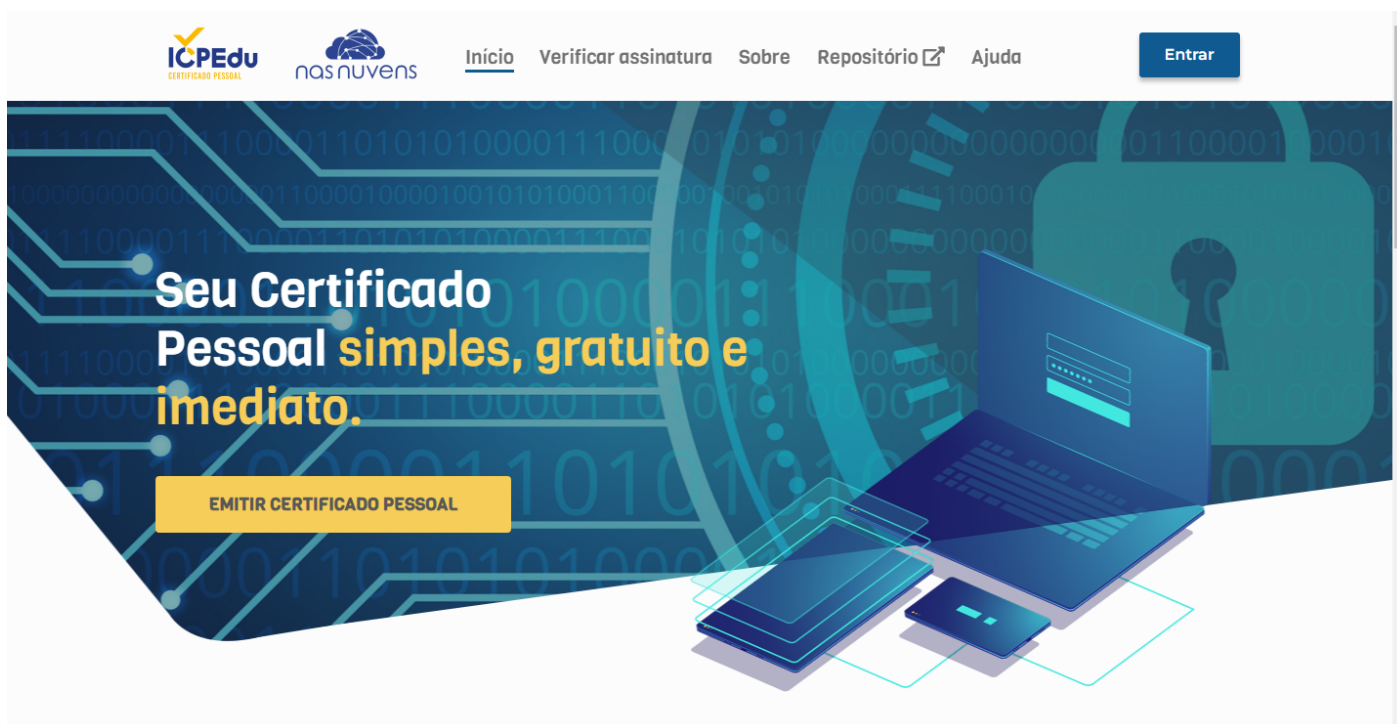 ICPEdu
CERTIFICADO PESSOAL
nas nuvens
Início Verificar assinatura Sobre Repositório Ajuda
Entrar
Seu Certificado
Pessoal simples, gratuito e
imediato.
EMITIR CERTIFICADO PESSOAL